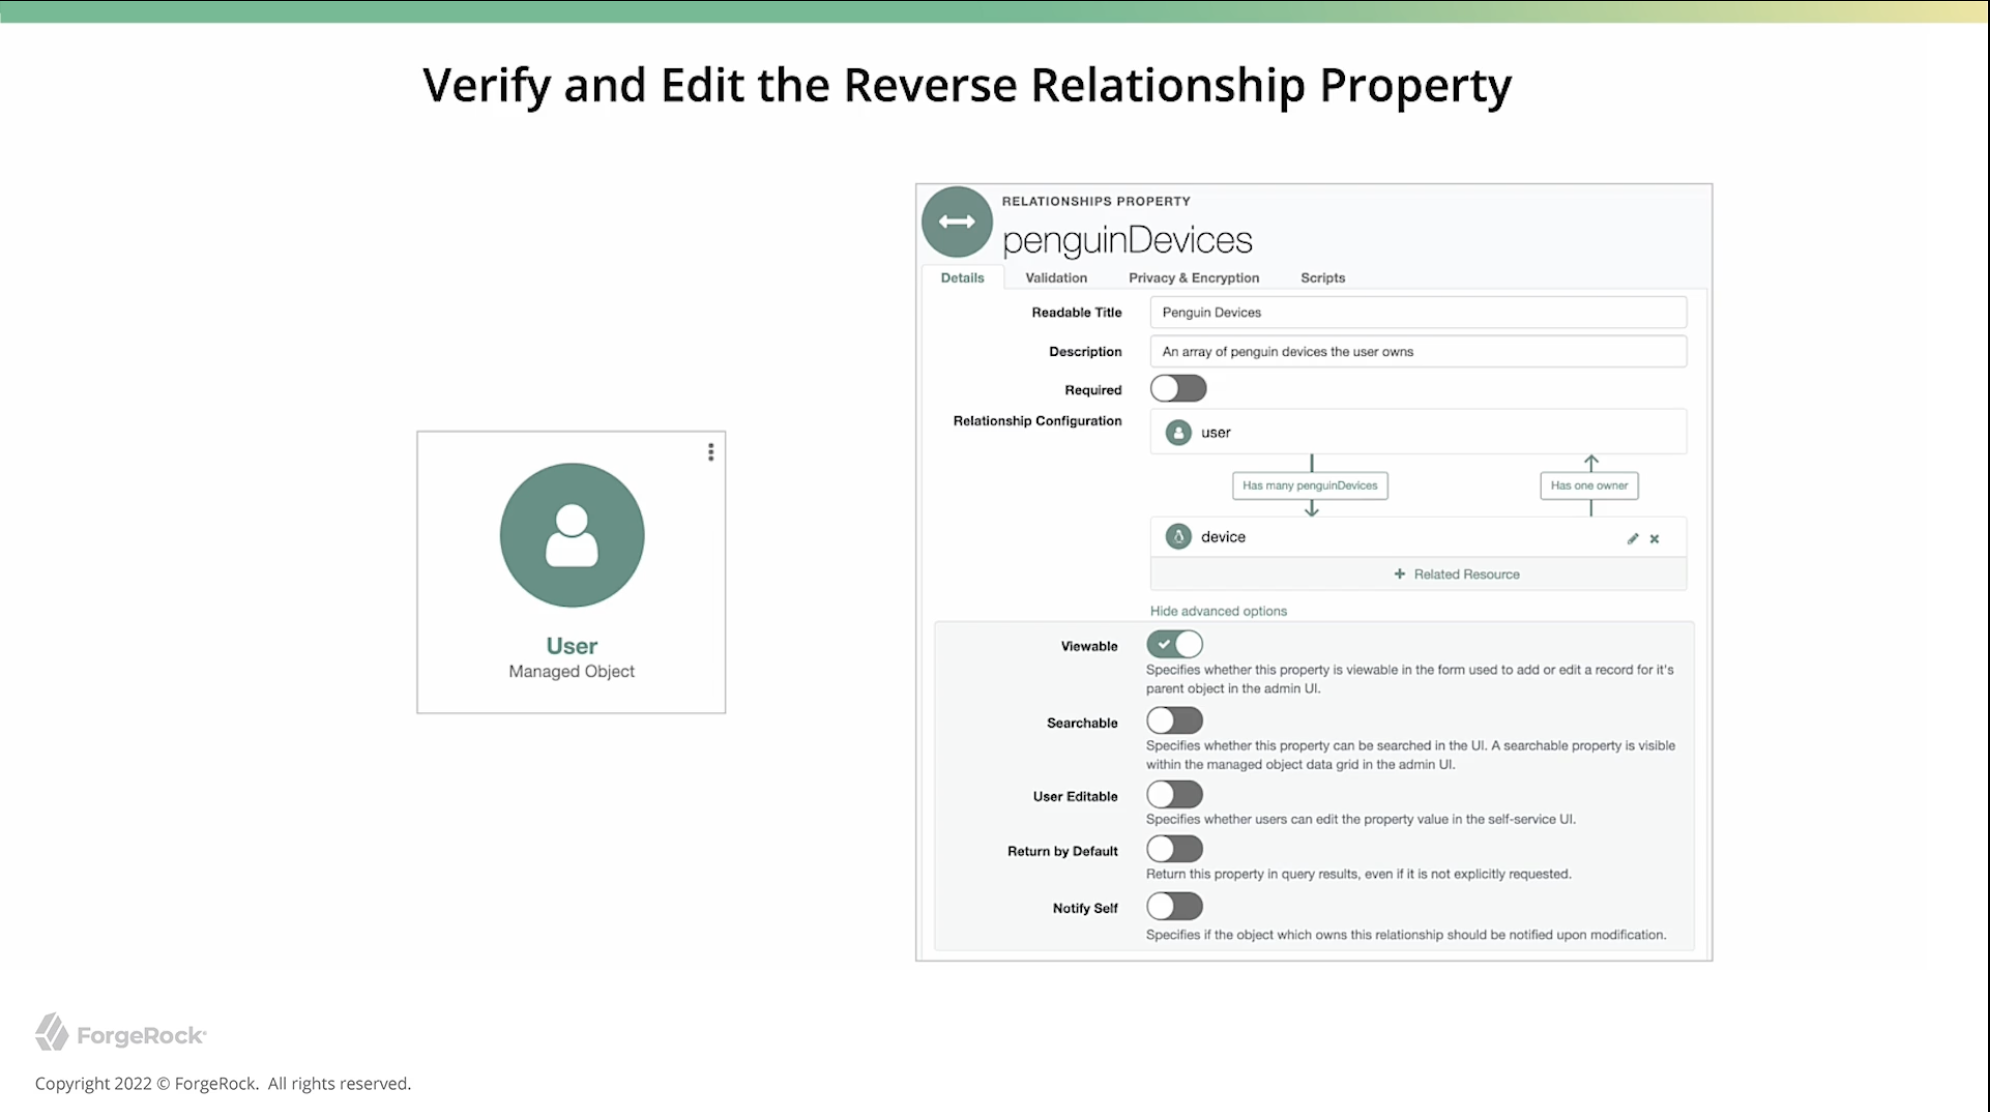 Verify and Edit the Reverse Relationship Property
User
Managed Object
RELATIONSHIPS PROPERTY
penguinDevices
Details Validation Privacy & Encryption Scripts
Readable Title Penguin Devices
Description An array of penguin devices the user owns
Required
Relationship Configuration user
Has many penguinDevices Has one owner
device
+ Related Resource
Hide advanced options
Viewable
Specifies whether this property is viewable in the form used to add or edit a record for it's
parent object in the admin UI.
Searchable
Specifies whether this property can be searched in the UI. A searchable property is visible
within the managed object data grid in the admin UI.
User Editable
Specifies whether users can edit the property value in the self-service UI.
Return by Default
Return this property in query results, even if it is not explicitly requested.
Notify Self
Specifies if the object which owns this relationship should be notified upon modification.
ForgeRock
Copyright 2022 © ForgeRock. All rights reserved.